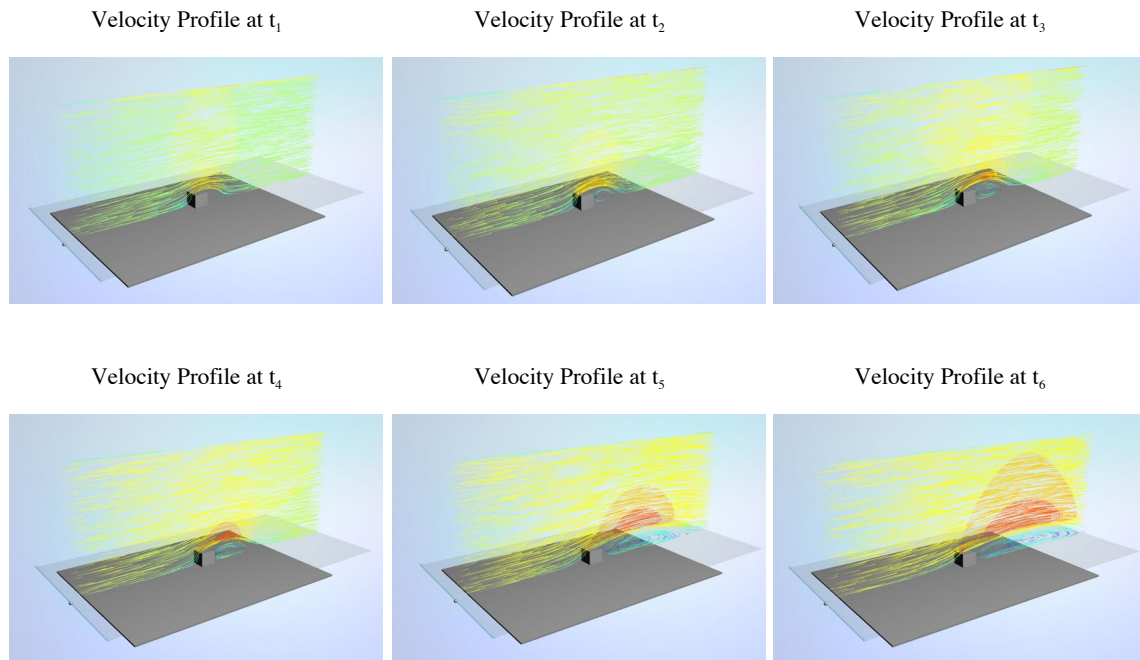 Velocity Profile at t₁
Velocity Profile at t₂
Velocity Profile at t₃
Velocity Profile at t₄
Velocity Profile at t₅
Velocity Profile at t₆